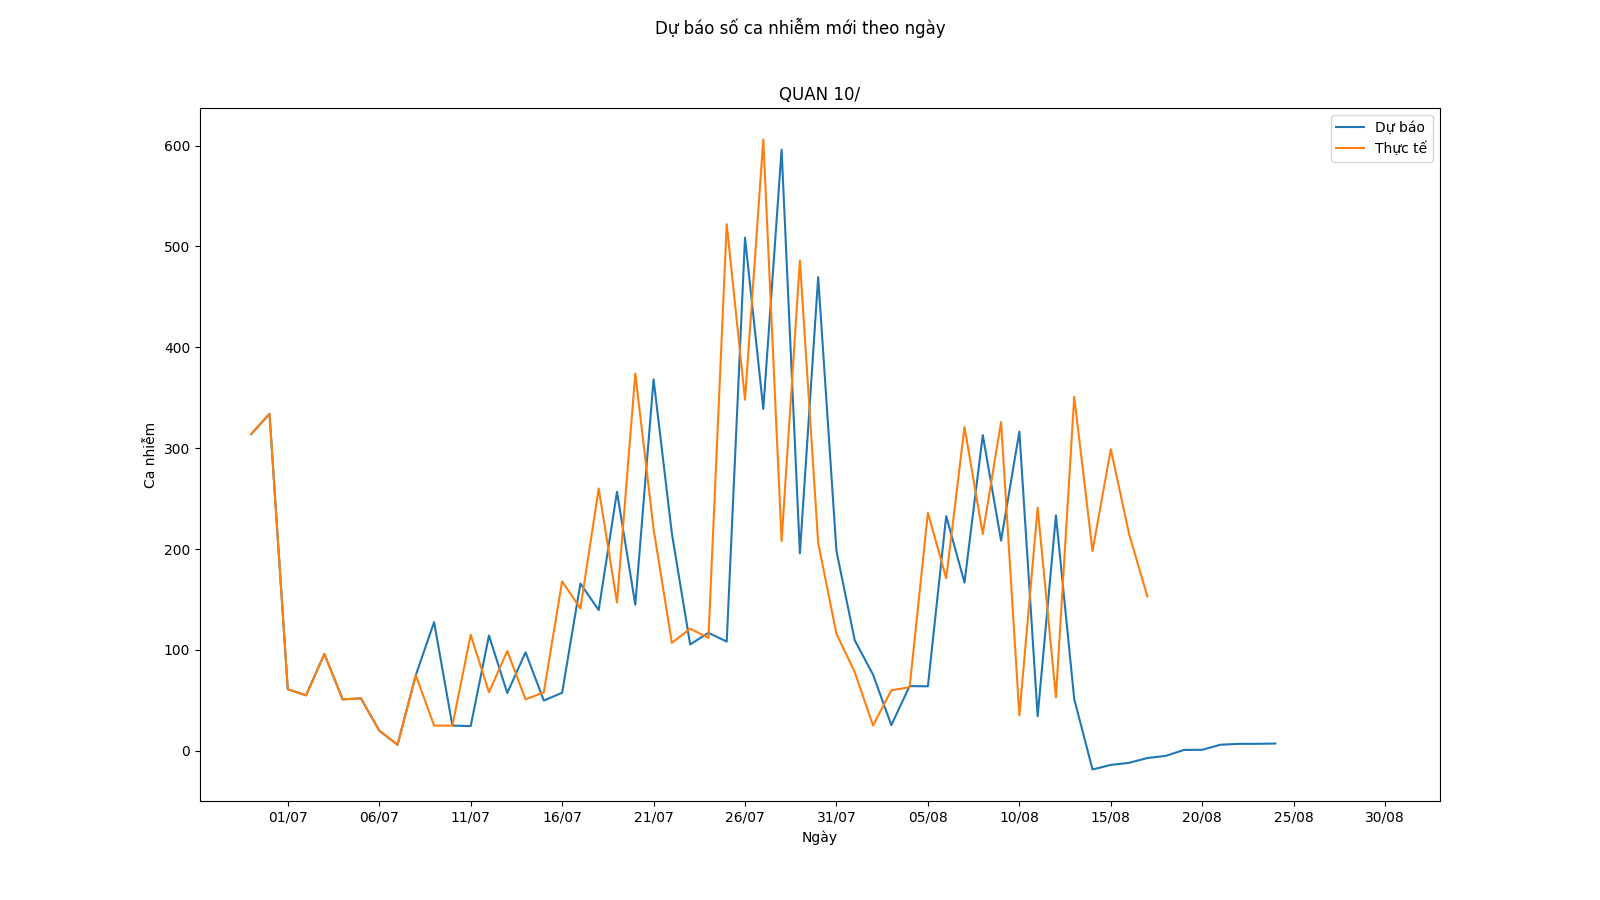 Dự báo số ca nhiễm mới theo ngày
QUAN 10/
Dự báo
Thực tế
600
500
400
300
200
100
0
Ca nhiễm
01/07 06/07 11/07 16/07 21/07 26/07 31/07 05/08 10/08 15/08 20/08 25/08 30/08
Ngày